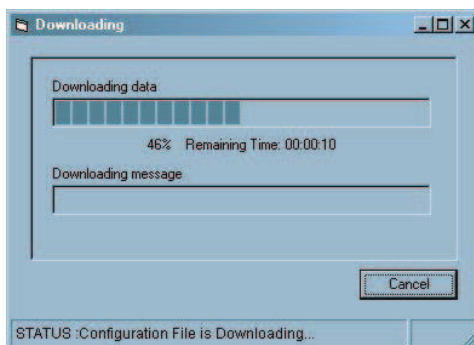 Downloading
Downloading data
46% Remaining Time: 00:00:10
Downloading message
Cancel
STATUS :Configuration File is Downloading...